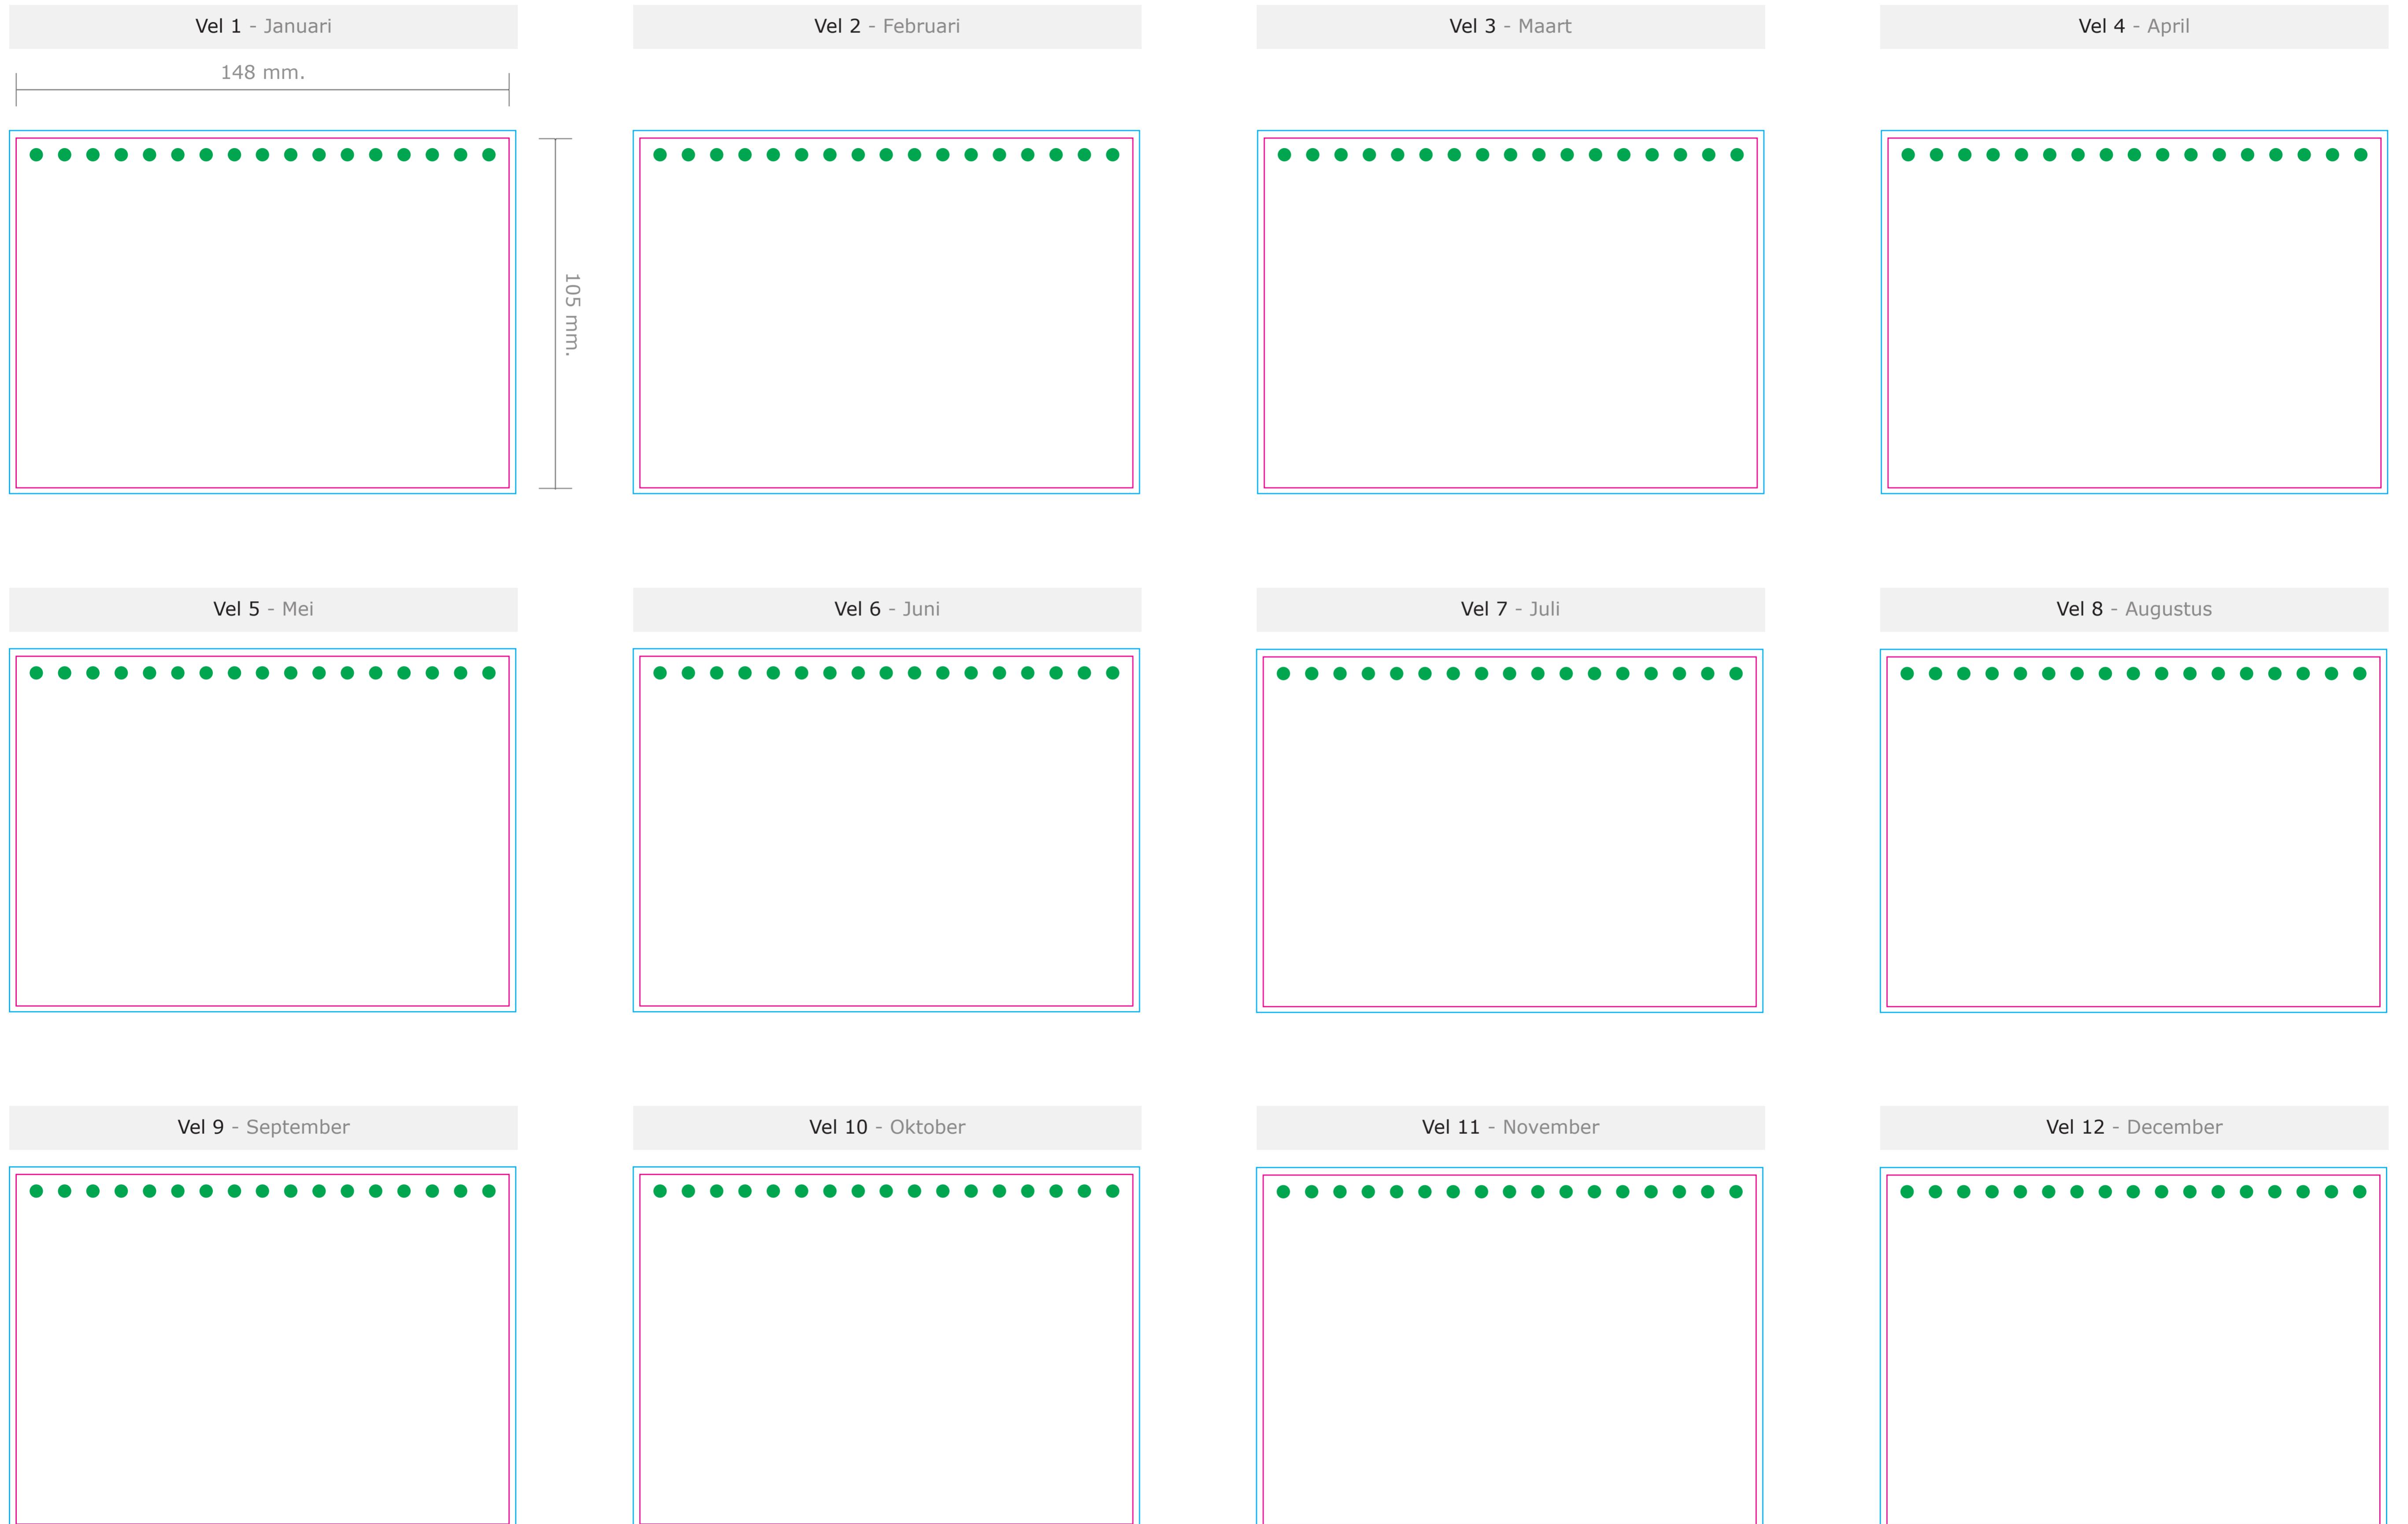 Vel 1 - Januari
Vel 2 - Februari
Vel 3 - Maart
Vel 4 - April
148 mm.
105 mm.
Vel 5 - Mei
Vel 6 - Juni
Vel 7 - Juli
Vel 8 - Augustus
Vel 9 - September
Vel 10 - Oktober
Vel 11 - November
Vel 12 - December